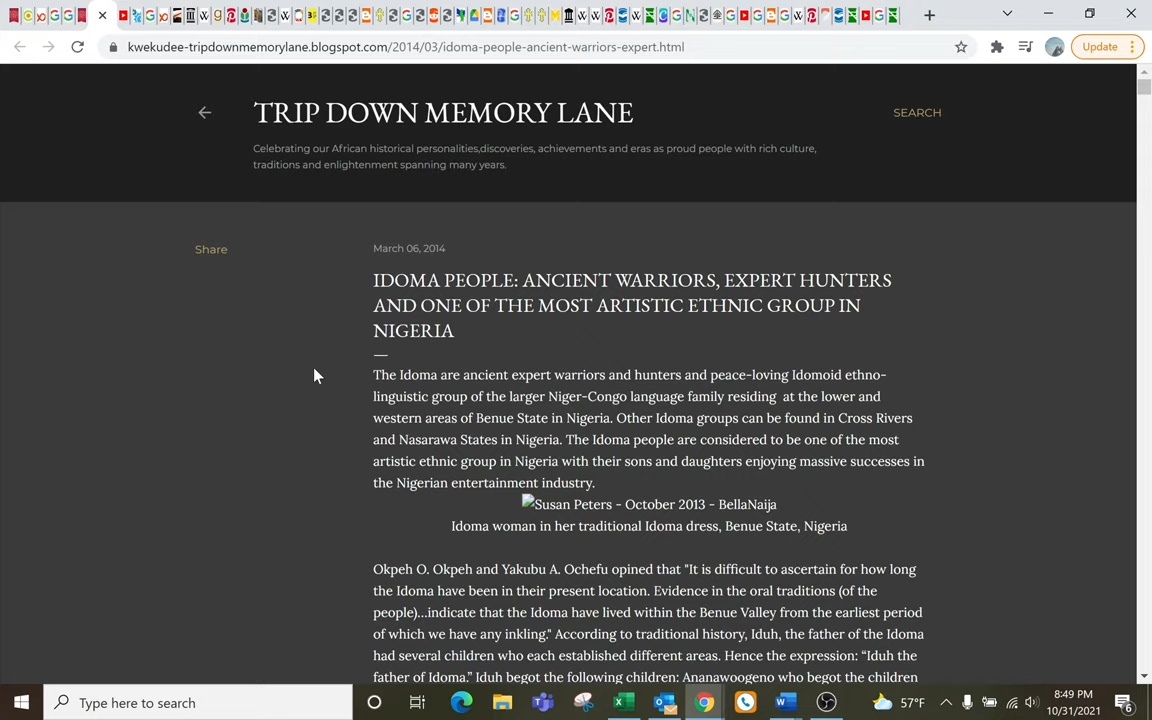 kwekudee-tripdownmemorylane.blogspot.com/2014/03/idoma-people-ancient-warriors-expert.html
Update
TRIP DOWN MEMORY LANE
SEARCH
Celebrating our African historical personalities,discoveries, achievements and eras as proud people with rich culture,
traditions and enlightenment spanning many years.
Share
March 06, 2014
IDOMA PEOPLE: ANCIENT WARRIORS, EXPERT HUNTERS
AND ONE OF THE MOST ARTISTIC ETHNIC GROUP IN
NIGERIA
The Idoma are ancient expert warriors and hunters and peace-loving Idomoid ethno-
linguistic group of the larger Niger-Congo language family residing at the lower and
western areas of Benue State in Nigeria. Other Idoma groups can be found in Cross Rivers
and Nasarawa States in Nigeria. The Idoma people are considered to be one of the most
artistic ethnic group in Nigeria with their sons and daughters enjoying massive successes in
the Nigerian entertainment industry.
Susan Peters - October 2013 - BellaNaija
Idoma woman in her traditional Idoma dress, Benue State, Nigeria
Okpeh O. Okpeh and Yakubu A. Ochefu opined that "It is difficult to ascertain for how long
the Idoma have been in their present location. Evidence in the oral traditions (of the
people)...indicate that the Idoma have lived within the Benue Valley from the earliest period
of which we have any inkling." According to traditional history, Iduh, the father of the Idoma
had several children who each established different areas. Hence the expression: “Iduh the
father of Idoma.” Iduh begot the following children: Ananawoogeno who begot the children
Type here to search
57°F
8:49 PM
10/31/2021
6